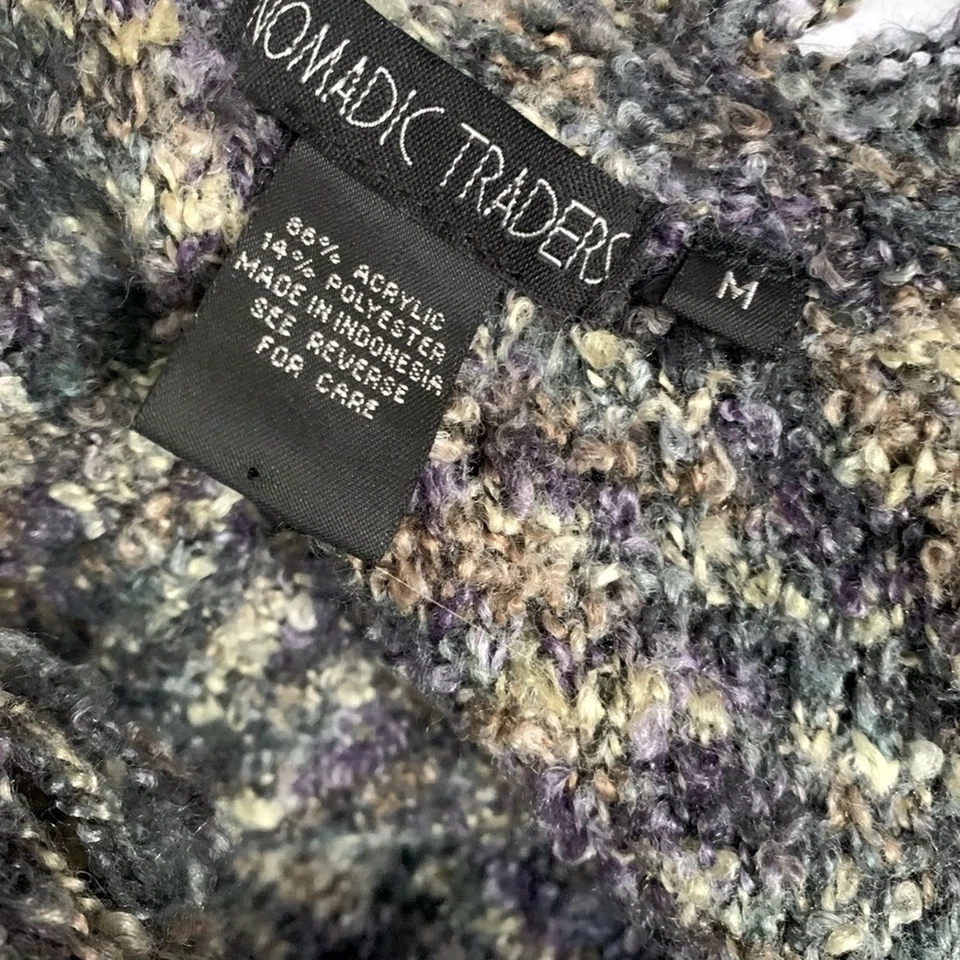 NOMADIC TRADERS
M
86% ACRYLIC
14% POLYESTER
MADE IN INDONESIA
SEE REVERSE
FOR CARE